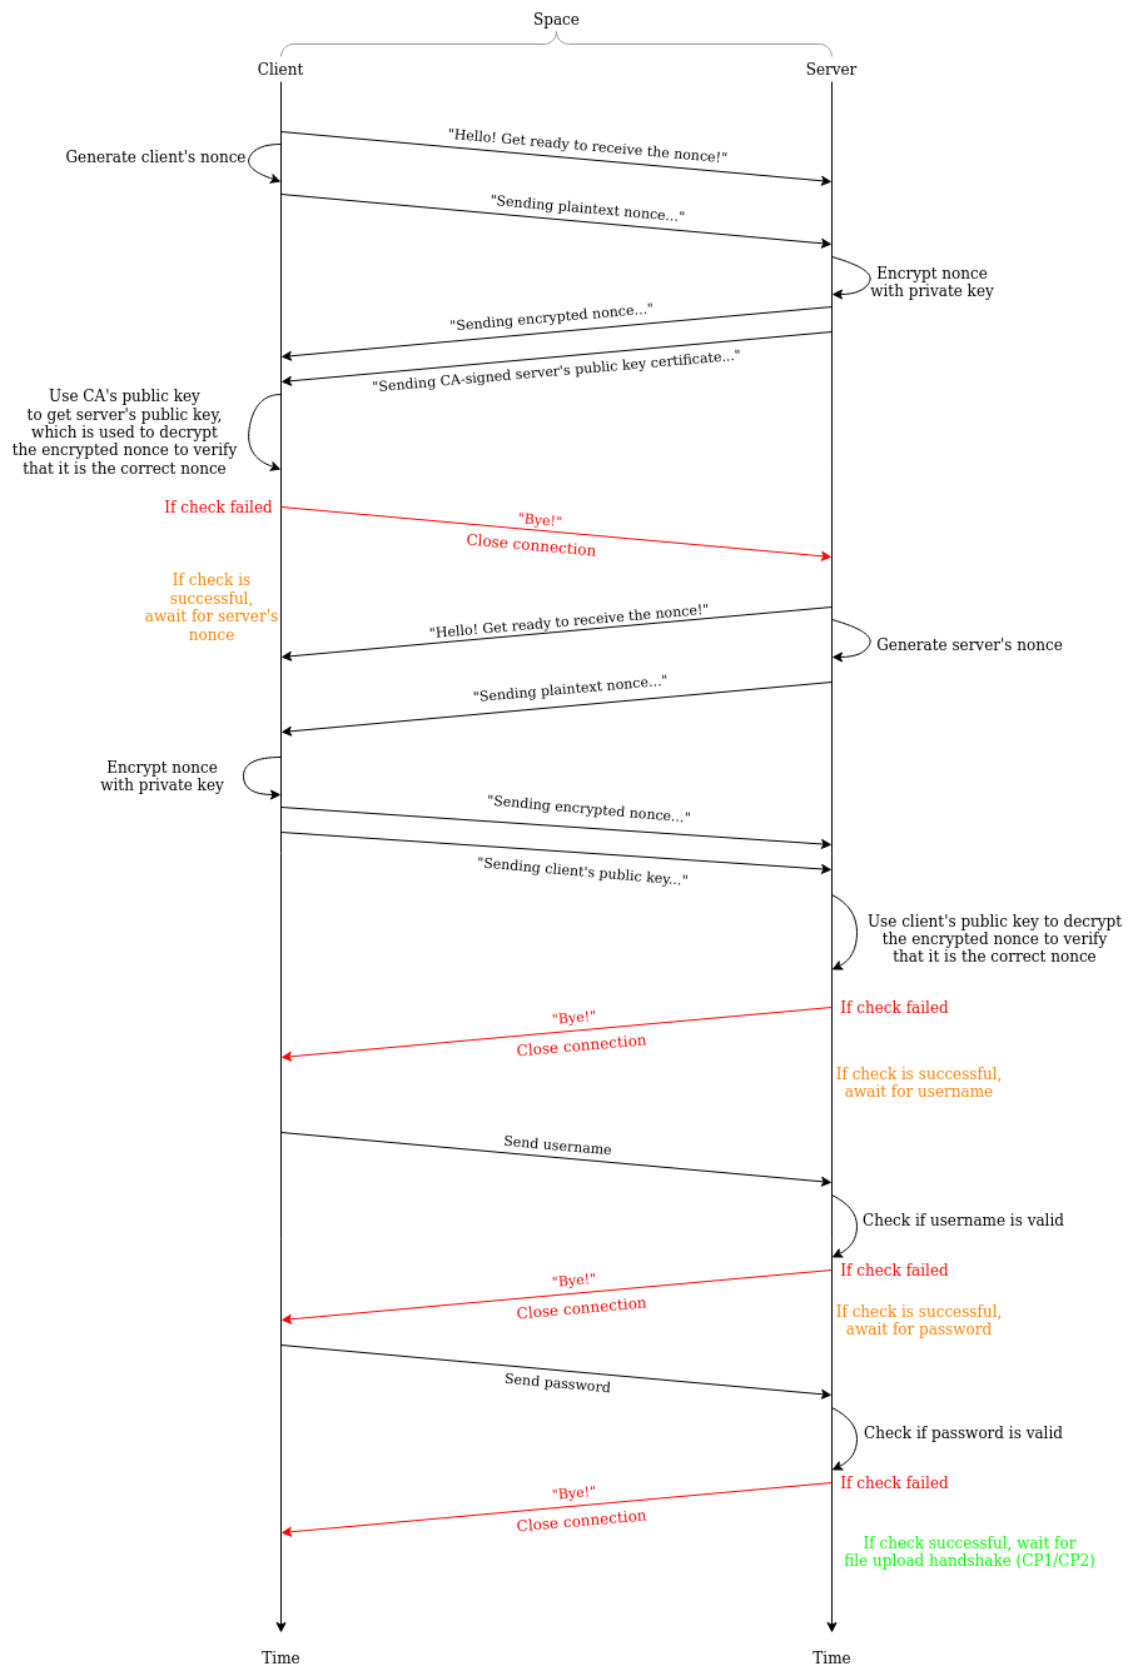 Space
Client
Server
"Hello! Get ready to receive the nonce!"
Generate client's nonce
"Sending plaintext nonce..."
Encrypt nonce
with private key
"Sending encrypted nonce..."
"Sending CA-signed server's public key certificate..."
Use CA's public key
to get server's public key,
which is used to decrypt
the encrypted nonce to verify
that it is the correct nonce
If check failed
"Bye!"
Close connection
If check is
successful,
await for server's
nonce
"Hello! Get ready to receive the nonce!"
Generate server's nonce
"Sending plaintext nonce..."
Encrypt nonce
with private key
"Sending encrypted nonce..."
"Sending client's public key..."
Use client's public key to decrypt
the encrypted nonce to verify
that it is the correct nonce
If check failed
"Bye!"
Close connection
If check is successful,
await for username
Send username
Check if username is valid
If check failed
"Bye!"
Close connection
If check is successful,
await for password
Send password
Check if password is valid
If check failed
"Bye!"
Close connection
If check successful, wait for
file upload handshake (CP1/CP2)
Time
Time